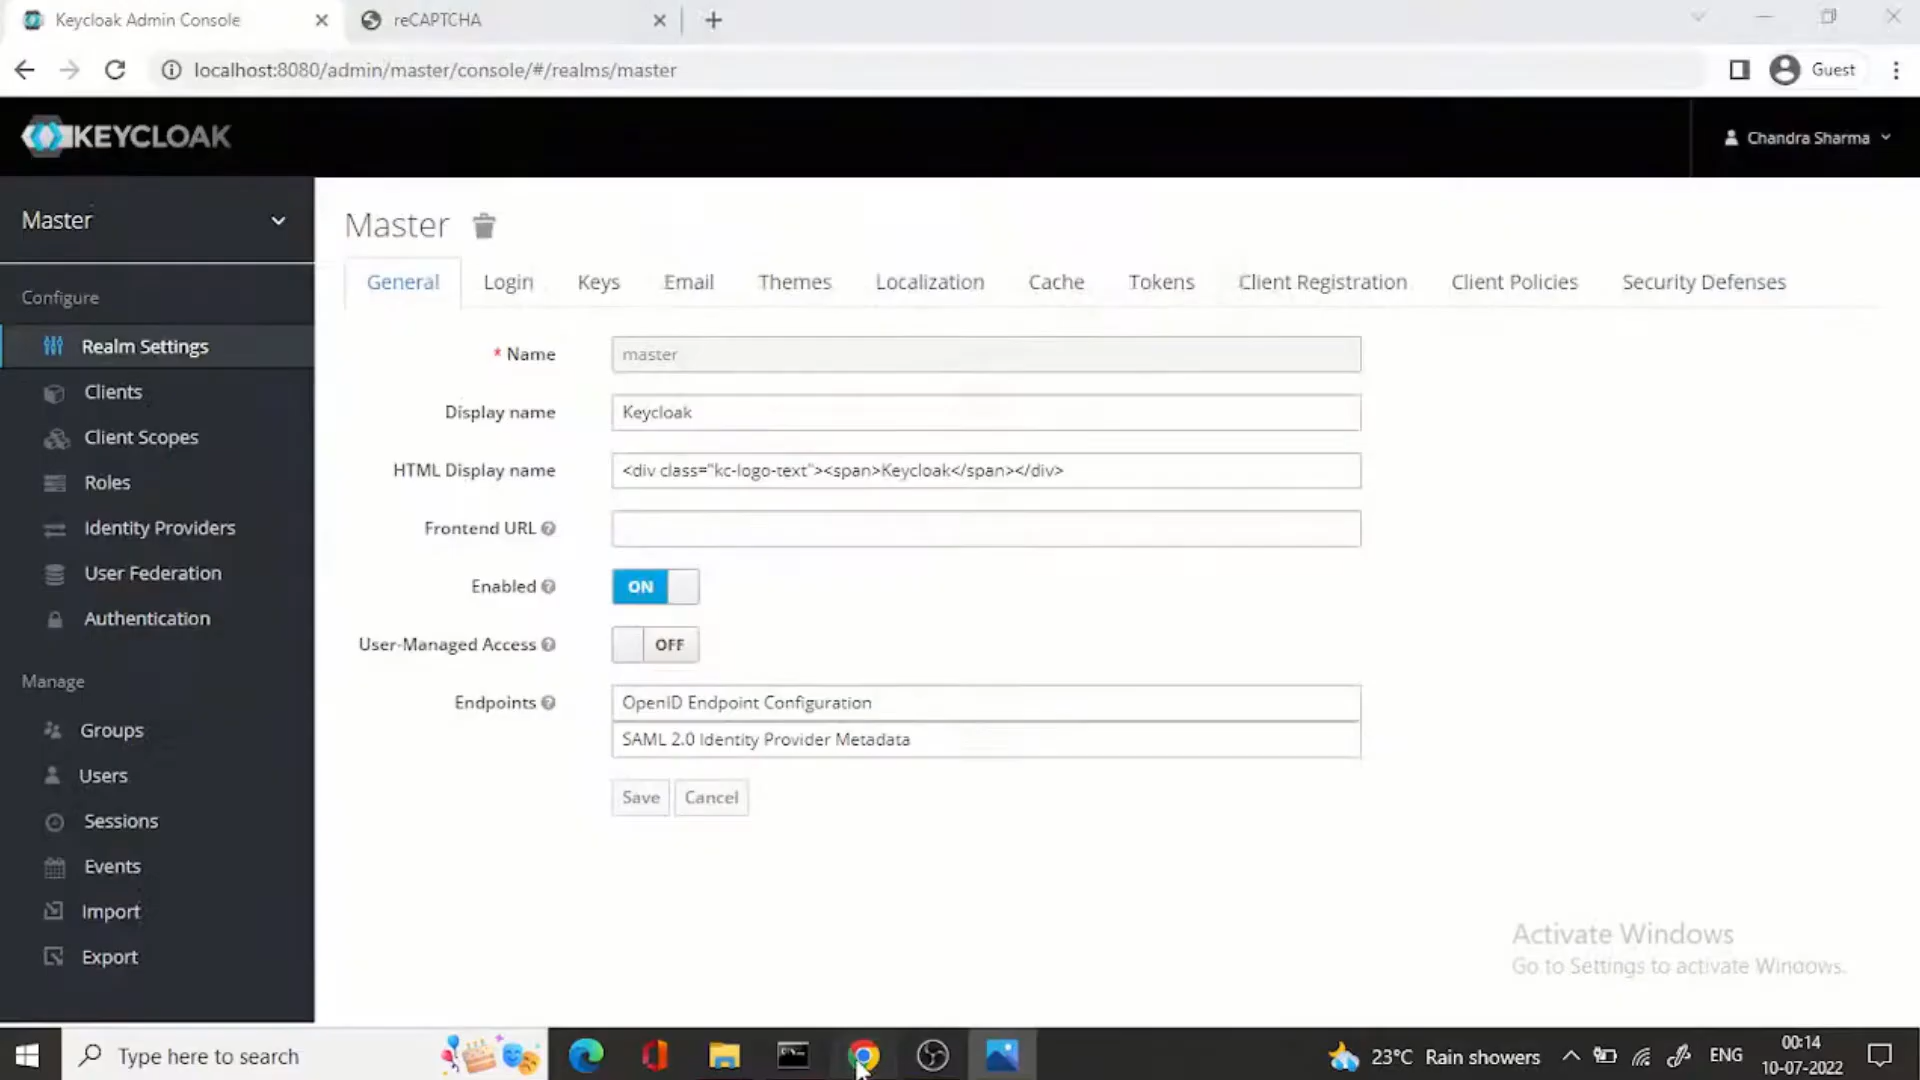 Keycloak Admin Console
reCAPTCHA
localhost:8080/admin/master/console/#/realms/master
Guest
KEYCLOAK
Chandra Sharma
Master
Configure
Realm Settings
Clients
Client Scopes
Roles
Identity Providers
User Federation
Authentication
Manage
Groups
Users
Sessions
Events
Import
Export
Master
General Login Keys Email Themes Localization Cache Tokens Client Registration Client Policies Security Defenses
* Name master
Display name Keycloak
HTML Display name <div class="kc-logo-text"><span>Keycloak</span></div>
Frontend URL
Enabled ON
User-Managed Access OFF
Endpoints OpenID Endpoint Configuration
SAML 2.0 Identity Provider Metadata
Save Cancel
Activate Windows
Go to Settings to activate Windows.
Type here to search
23°C Rain showers
ENG
00:14
10-07-2022